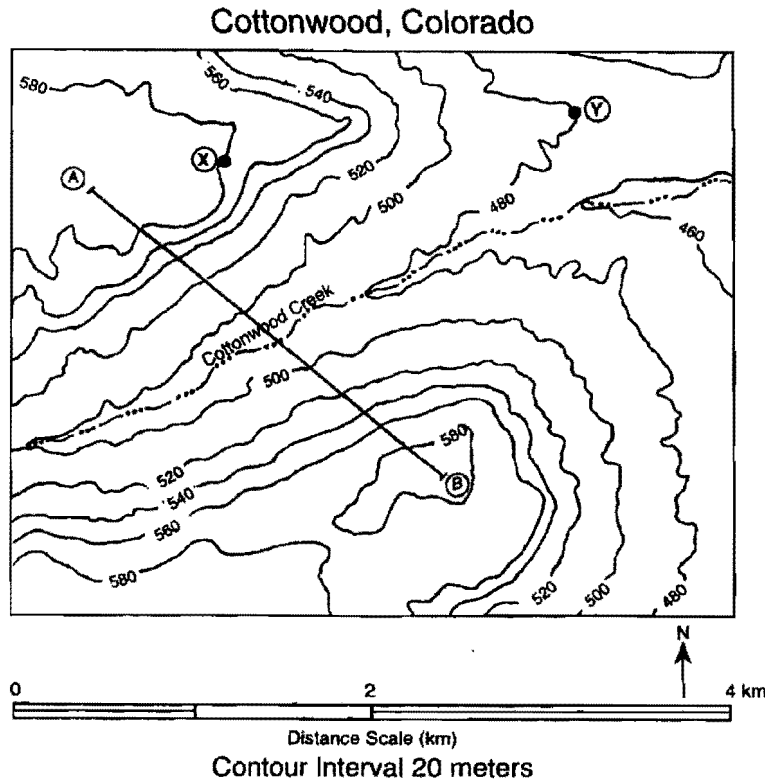 Cottonwood, Colorado
580
560
540
X
Y
A
520
500
480
460
Cottonwood Creek
500
580
B
520
540
560
580
520
500
480
N
0
2
4 km
Distance Scale (km)
Contour Interval 20 meters